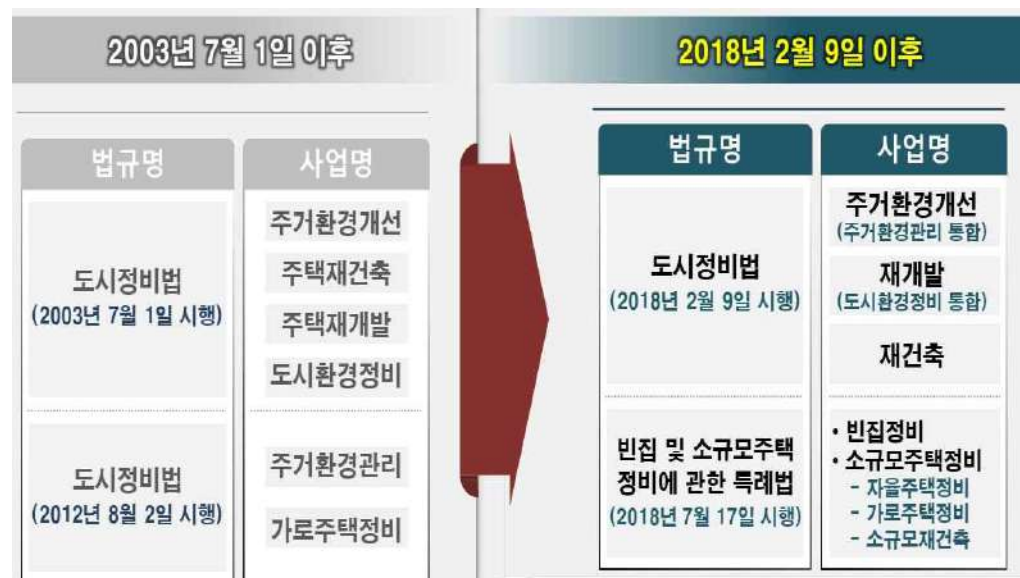 2003년 7월 1일 이후
법규명
사업명
도시정비법
(2003년 7월 1일 시행)
주거환경개선
주택재건축
주택재개발
도시환경정비
도시정비법
(2012년 8월 2일 시행)
주거환경관리
가로주택정비
2018년 2월 9일 이후
법규명
사업명
도시정비법
(2018년 2월 9일 시행)
주거환경개선
(주거환경관리 통합)
재개발
(도시환경정비 통합)
재건축
빈집 및 소규모주택
정비에 관한 특례법
(2018년 7월 17일 시행)
• 빈집정비
• 소규모주택정비
- 자율주택정비
- 가로주택정비
- 소규모재건축